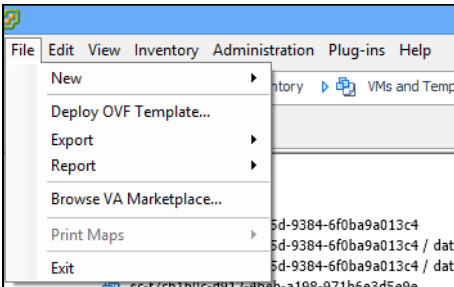 File Edit View Inventory Administration Plug-ins Help
New
ntory VMs and Temp
Deploy OVF Template...
Export
Report
Browse VA Marketplace...
5d-9384-6f0ba9a013c4
Print Maps
5d-9384-6f0ba9a013c4 / dat
Exit
5d-9384-6f0ba9a013c4 / dat